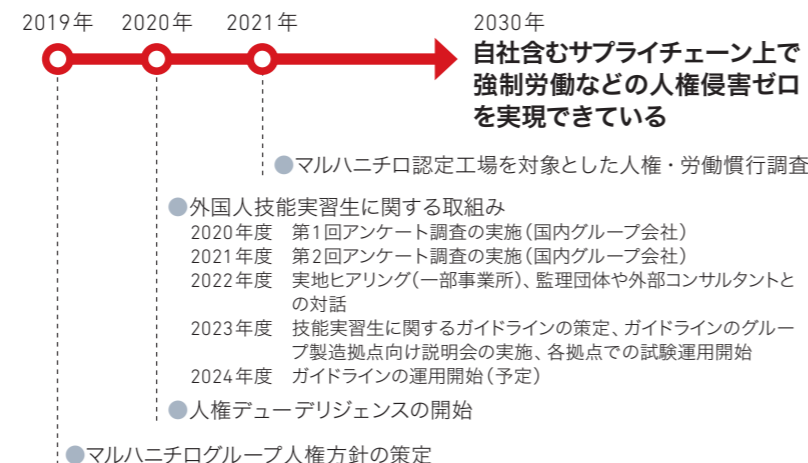 2019年 2020年 2021年 2030年
自社含むサプライチェーン上で
強制労働などの人権侵害ゼロ
を実現できている
●マルハニチロ認定工場を対象とした人権・労働慣行調査
●外国人技能実習生に関する取組み
2020年度 第1回アンケート調査の実施(国内グループ会社)
2021年度 第2回アンケート調査の実施(国内グループ会社)
2022年度 実地ヒアリング(一部事業所)、監理団体や外部コンサルタントと
の対話
2023年度 技能実習生に関するガイドラインの策定、ガイドラインのグルー
プ製造拠点向け説明会の実施、各拠点での試験運用開始
2024年度 ガイドラインの運用開始(予定)
●人権デューデリジェンスの開始
●マルハニチログループ人権方針の策定